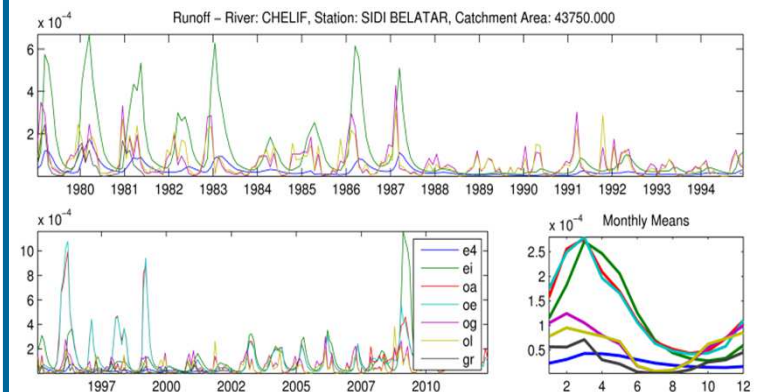 Runoff – River: CHELIF, Station: SIDI BELATAR, Catchment Area: 43750.000
x 10⁻⁴
6
4
2
1980 1981 1982 1983 1984 1985 1986 1987 1988 1989 1990 1991 1992 1993 1994
x 10⁻⁴
10
8
6
4
2
1997 2000 2002 2005 2007 2010
e4
ei
oa
oe
og
ol
gr
Monthly Means
x 10⁻⁴
2.5
2
1.5
1
0.5
2 4 6 8 10 12